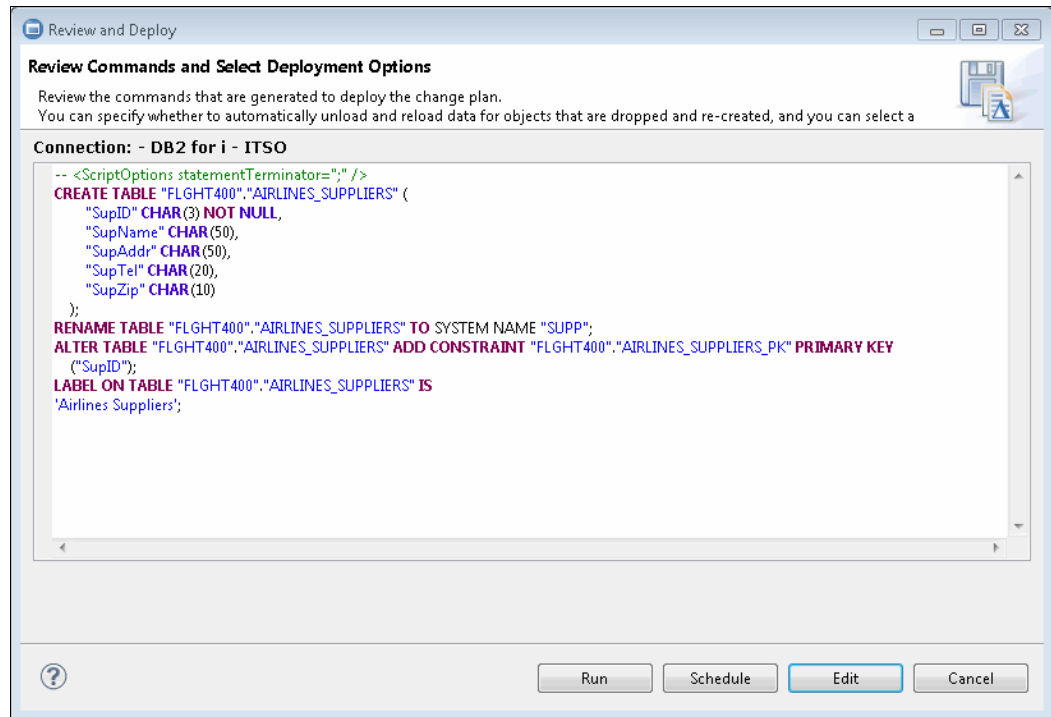 Review and Deploy
Review Commands and Select Deployment Options
Review the commands that are generated to deploy the change plan.
You can specify whether to automatically unload and reload data for objects that are dropped and re-created, and you can select a
Connection: - DB2 for i - ITSO
-- <ScriptOptions statementTerminator=";" />
CREATE TABLE "FLGHT400"."AIRLINES_SUPPLIERS" (
"SupID" CHAR(3) NOT NULL,
"SupName" CHAR(50),
"SupAddr" CHAR(50),
"SupTel" CHAR(20),
"SupZip" CHAR(10)
);
RENAME TABLE "FLGHT400"."AIRLINES_SUPPLIERS" TO SYSTEM NAME "SUPP";
ALTER TABLE "FLGHT400"."AIRLINES_SUPPLIERS" ADD CONSTRAINT "FLGHT400"."AIRLINES_SUPPLIERS_PK" PRIMARY KEY
("SupID");
LABEL ON TABLE "FLGHT400"."AIRLINES_SUPPLIERS" IS
'Airlines Suppliers';
? Run Schedule Edit Cancel